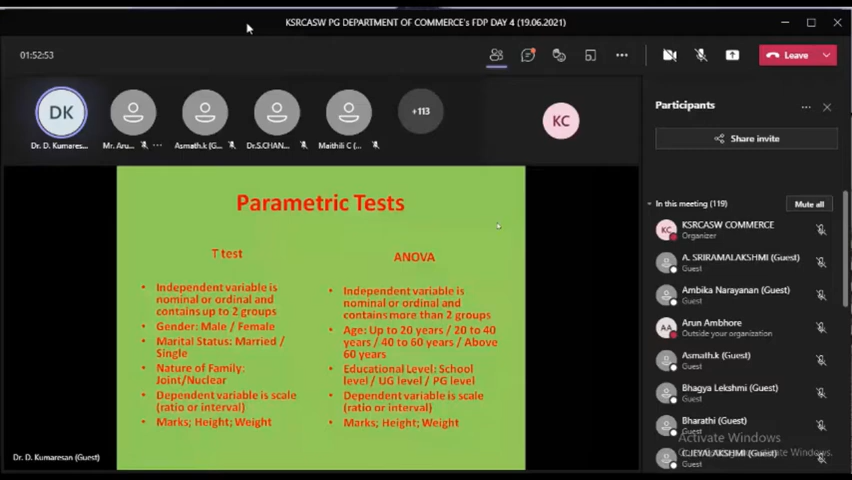 KSRCASW PG DEPARTMENT OF COMMERCE's FDP DAY 4 (19.06.2021)
01:52:53
Leave
DK
+113
KC
Dr. D. Kumares...
Mr. Aru...
Asmath.k (G...
Dr.S.CHAN...
Maithili C (...
Participants
Share invite
In this meeting (119)
Mute all
KC
KSRCASW COMMERCE
Organizer
A. SRIRAMALAKSHMI (Guest)
Guest
Ambika Narayanan (Guest)
Guest
AA
Arun Ambhore
Outside your organization
Asmath.k (Guest)
Guest
Bhagya Lekshmi (Guest)
Guest
Bharathi (Guest)
Guest
C.JEYALAKSHMI (Guest)
Guest
Activate Windows
Parametric Tests
T test
• Independent variable is
nominal or ordinal and
contains up to 2 groups
• Gender: Male / Female
• Marital Status: Married /
Single
• Nature of Family:
Joint/Nuclear
• Dependent variable is scale
(ratio or interval)
• Marks; Height; Weight
ANOVA
• Independent variable is
nominal or ordinal and
contains more than 2 groups
• Age: Up to 20 years / 20 to 40
years / 40 to 60 years / Above
60 years
• Educational Level: School
level / UG level / PG level
• Dependent variable is scale
(ratio or interval)
• Marks; Height; Weight
Dr. D. Kumaresan (Guest)